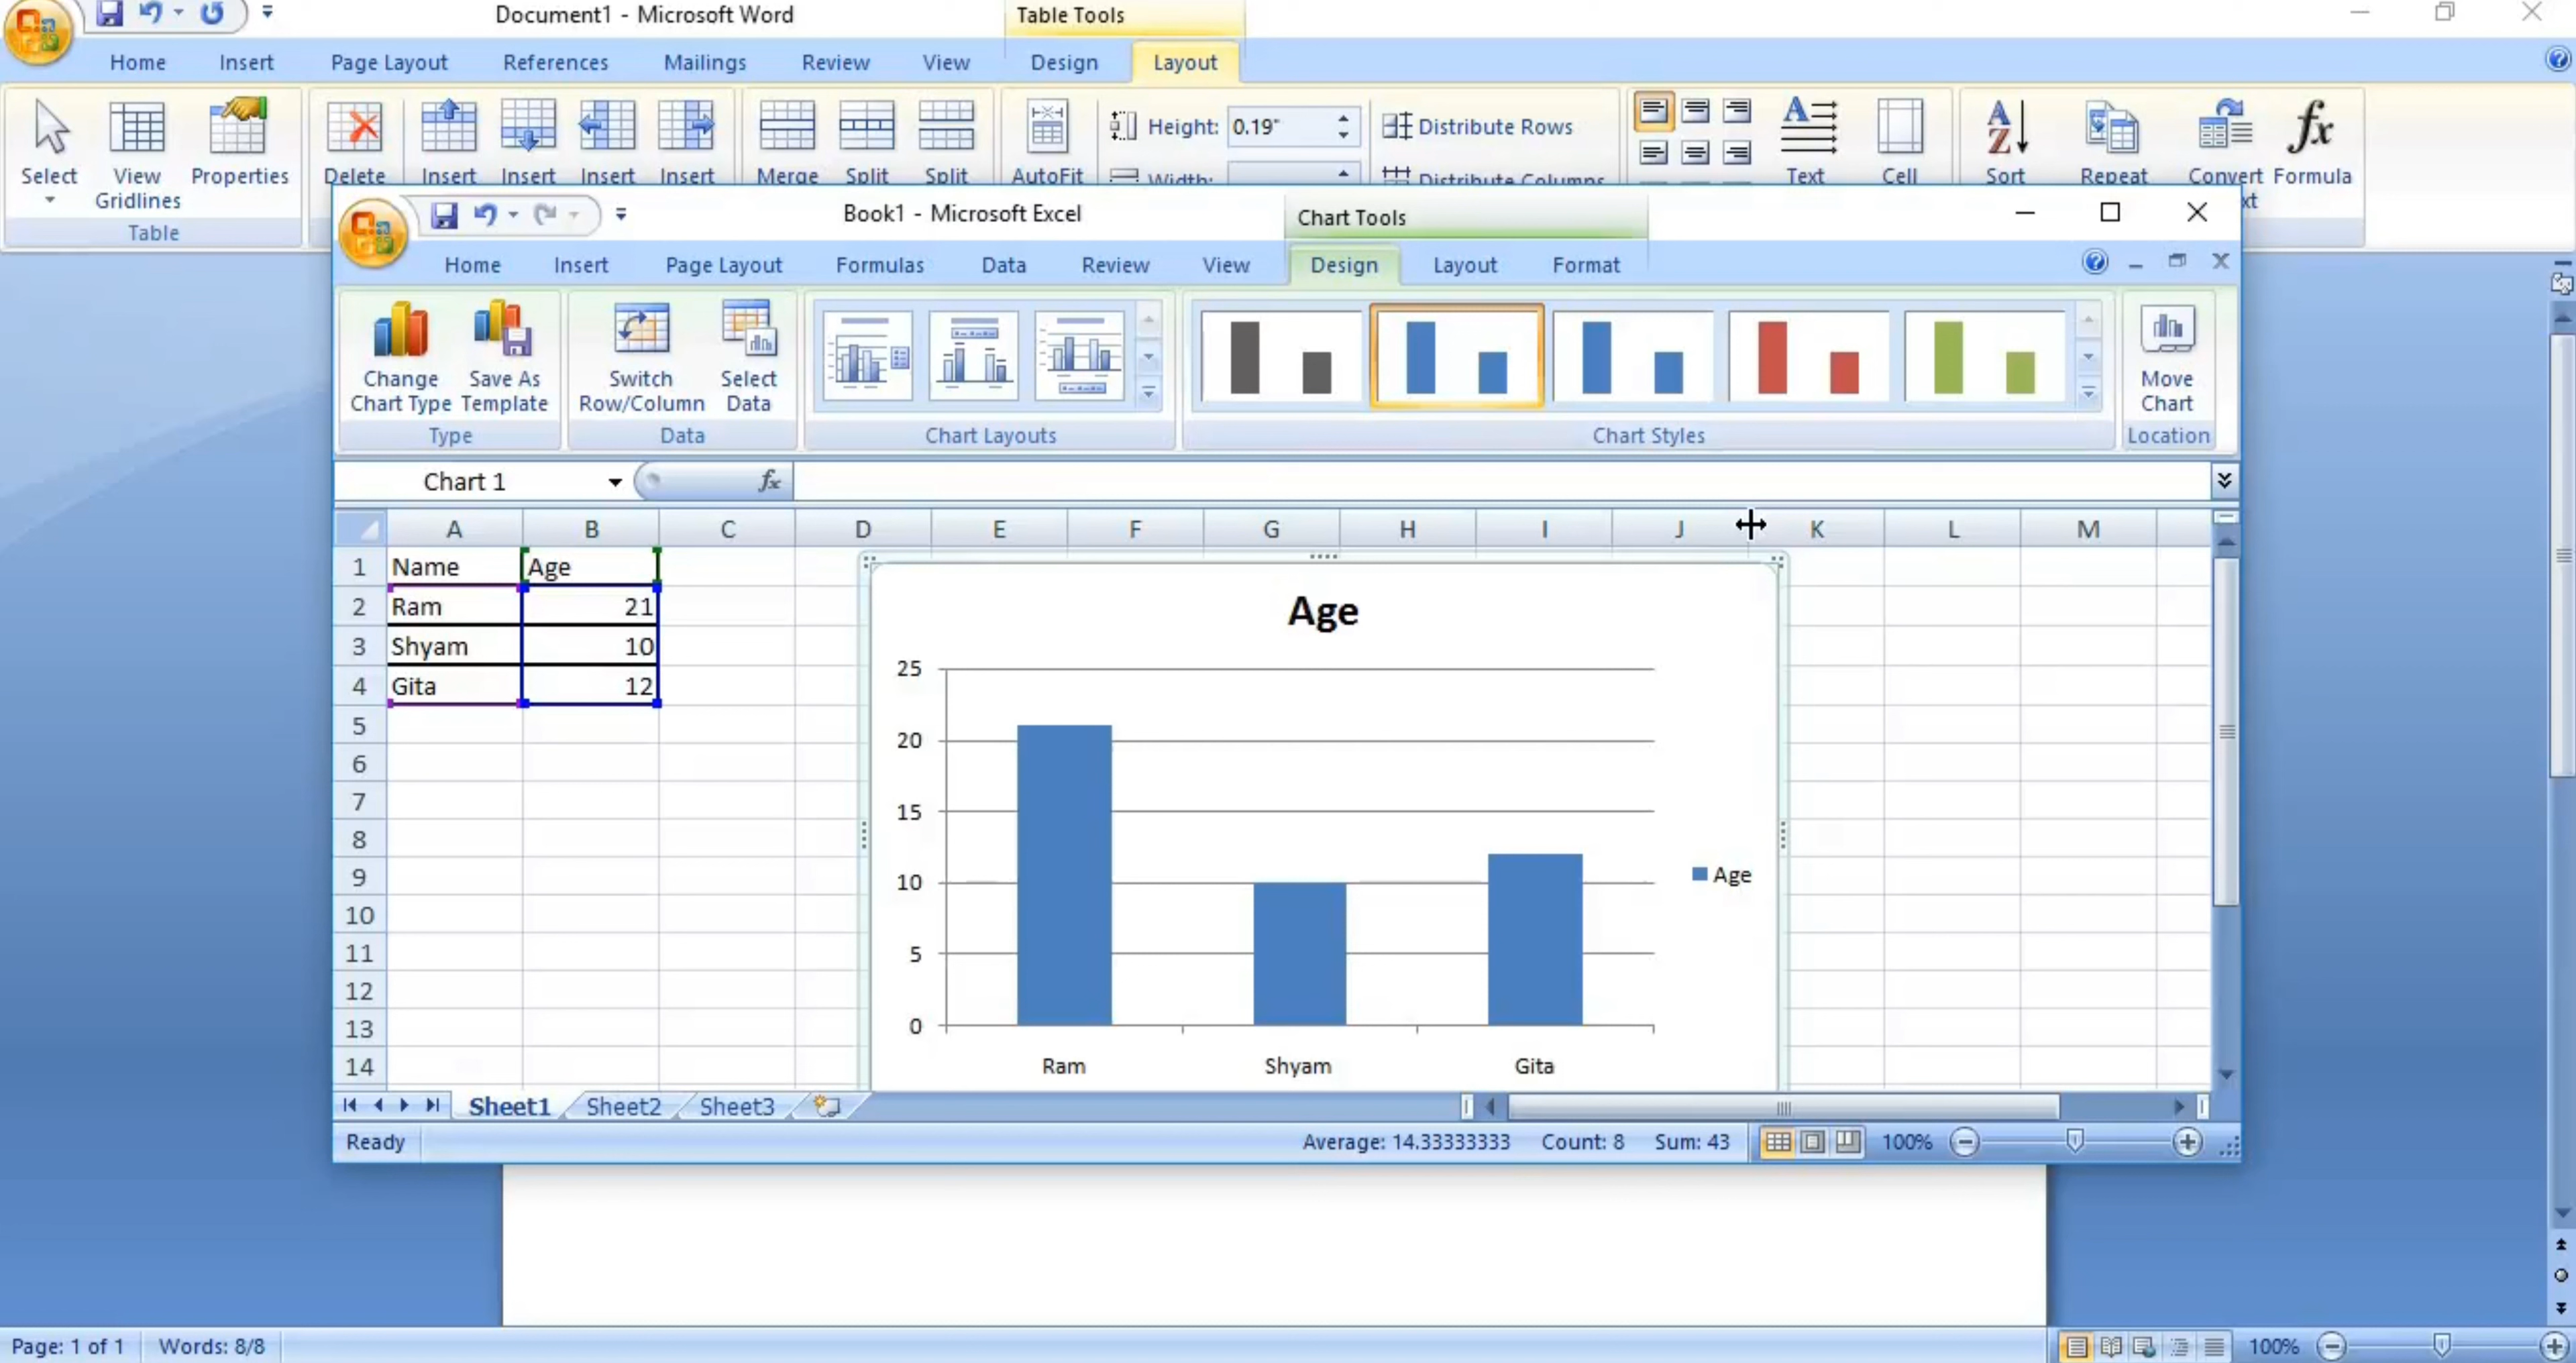 Document1 - Microsoft Word
Table Tools
Home Insert Page Layout References Mailings Review View Design Layout
Height: 0.19"
Distribute Rows
Select View Gridlines Properties Delete Insert Insert Insert Insert Merge Split Split AutoFit Width: Distribute Columns Text Cell Sort Repeat Convert Formula
Table
Book1 - Microsoft Excel
Chart Tools
Home Insert Page Layout Formulas Data Review View Design Layout Format
Change Chart Type Save As Template Switch Row/Column Select Data Move Chart
Type Data Chart Layouts Chart Styles Location
Chart 1 fx
A B C D E F G H I J K L M
1 Name Age
2 Ram 21
3 Shyam 10
4 Gita 12
5
6
7
8
9
10
11
12
13
14
Age
25
20
15
10
5
0
Ram Shyam Gita
Age
Sheet1 Sheet2 Sheet3
Ready Average: 14.33333333 Count: 8 Sum: 43 100%
Page: 1 of 1 Words: 8/8 100%